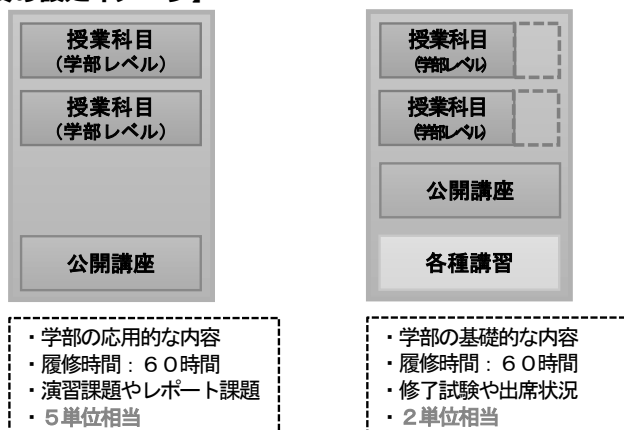 授業科目
(学部レベル)
授業科目
(学部レベル)
公開講座
・学部の応用的な内容
・履修時間：６０時間
・演習課題やレポート課題
・５単位相当
授業科目
(学部レベル)
授業科目
(学部レベル)
公開講座
各種講習
・学部の基礎的な内容
・履修時間：６０時間
・修了試験や出席状況
・２単位相当